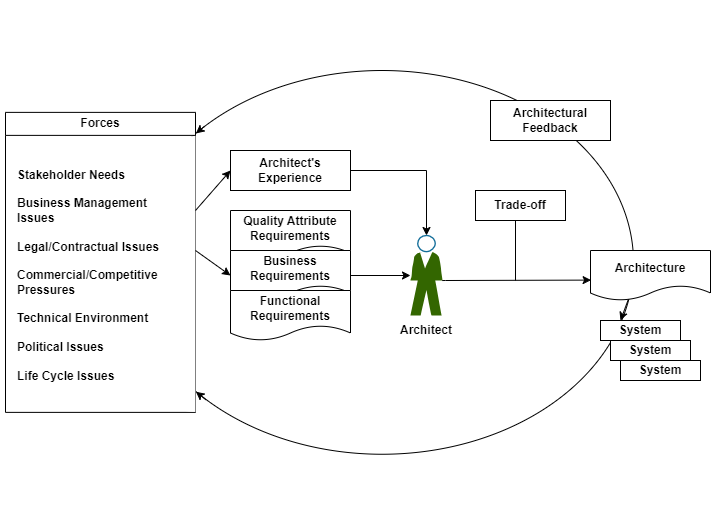 Forces
Stakeholder Needs
Business Management
Issues
Legal/Contractual Issues
Commercial/Competitive
Pressures
Technical Environment
Political Issues
Life Cycle Issues
Architect's
Experience
Quality Attribute
Requirements
Business
Requirements
Functional
Requirements
Architect
Trade-off
Architectural
Feedback
Architecture
System
System
System